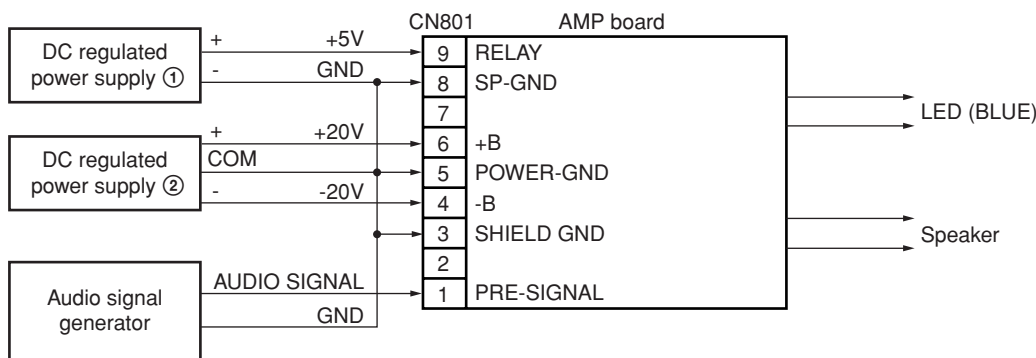 CN801 AMP board
DC regulated
power supply ①
+ +5V
- GND
9 RELAY
8 SP-GND
7
DC regulated
power supply ②
+ +20V
COM
- -20V
6 +B
5 POWER-GND
4 -B
3 SHIELD GND
2
Audio signal
generator
AUDIO SIGNAL
GND
1 PRE-SIGNAL
LED (BLUE)
Speaker